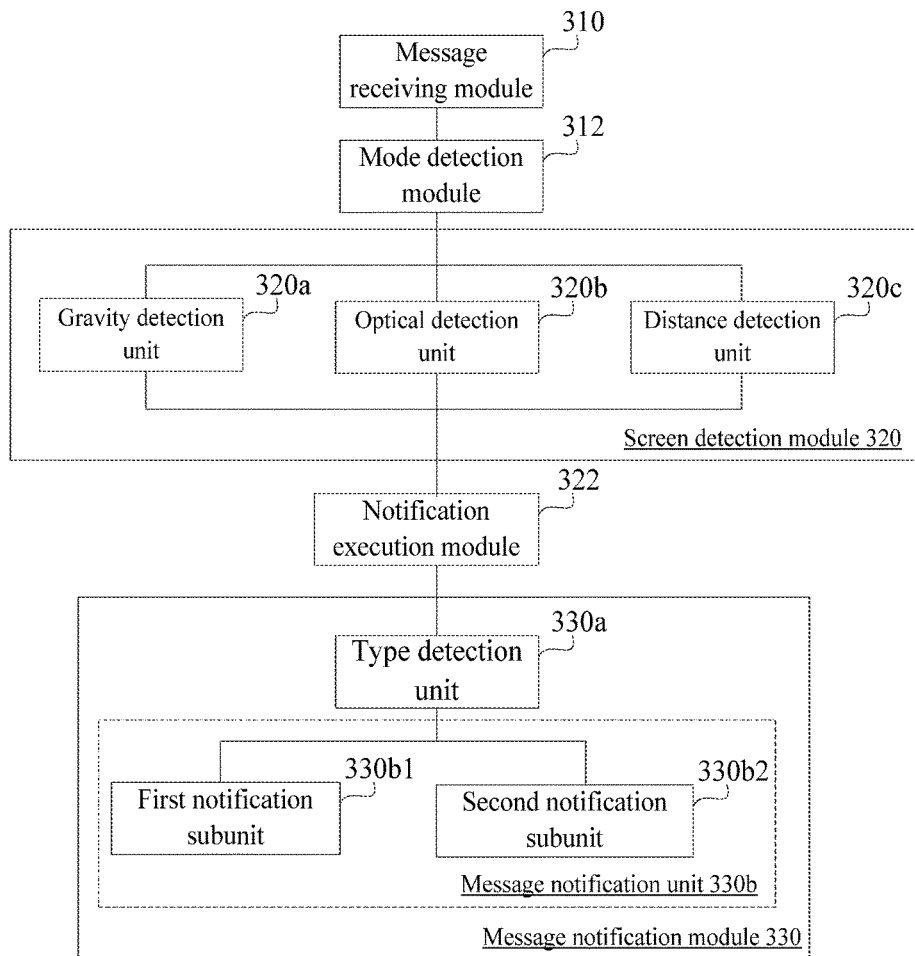 310
Message
receiving module
312
Mode detection
module
320a
320b
320c
Gravity detection
unit
Optical detection
unit
Distance detection
unit
Screen detection module 320
322
Notification
execution module
330a
Type detection
unit
330b1
330b2
First notification
subunit
Second notification
subunit
Message notification unit 330b
Message notification module 330